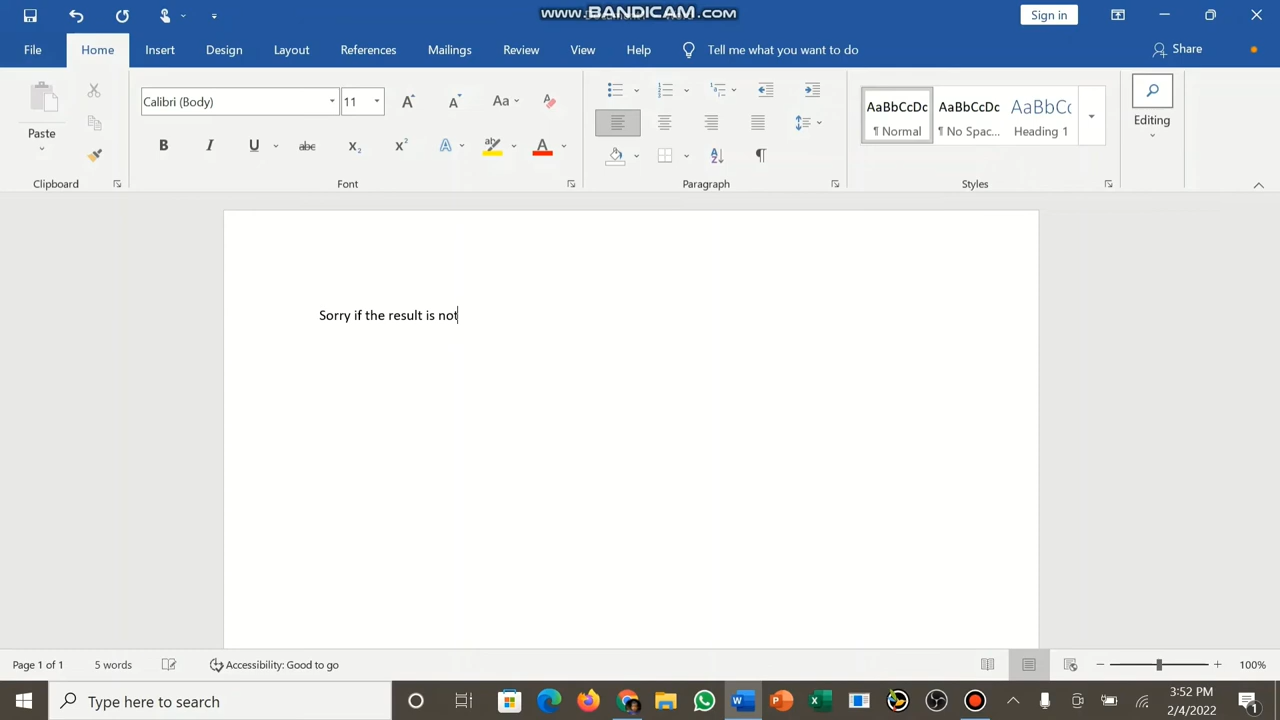 www.BANDICAM.com
Sign in
File
Home
Insert
Design
Layout
References
Mailings
Review
View
Help
Tell me what you want to do
Share
Paste
Clipboard
Calibri (Body)
11
Font
Paragraph
AaBbCcDc
¶ Normal
AaBbCcDc
¶ No Spac...
AaBbCc
Heading 1
Styles
Editing
Sorry if the result is not
Page 1 of 1
5 words
Accessibility: Good to go
100%
Type here to search
3:52 PM
2/4/2022
1